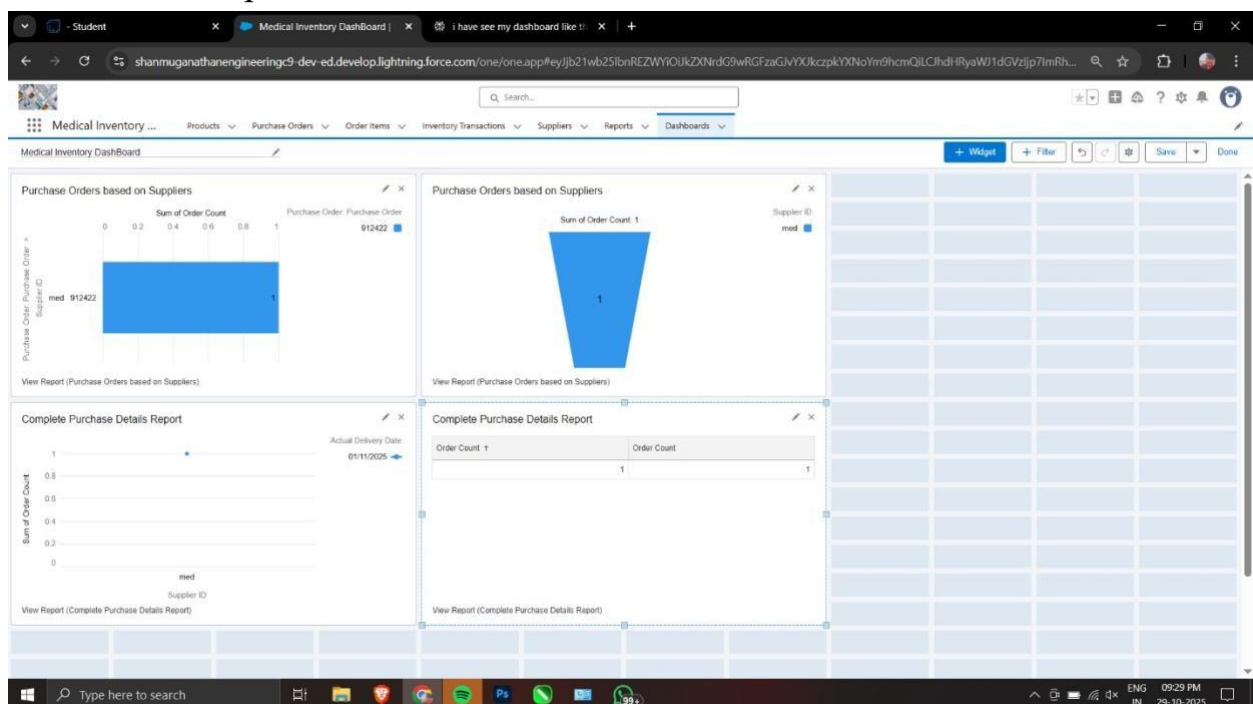 - Student
Medical Inventory DashBoard |
i have see my dashboard like th
shanmuganathanengineeringc9-dev-ed.develop.lightning.force.com/one/one.app#
Search...
Medical Inventory ...
Products
Purchase Orders
Order Items
Inventory Transactions
Suppliers
Reports
Dashboards
Medical Inventory DashBoard
+ Widget
+ Filter
Save
Done
Purchase Orders based on Suppliers
Sum of Order Count
Purchase Order: Purchase Order
0 0.2 0.4 0.6 0.8 1
912422
Purchase Order: Purchase Order >
Supplier ID
med 912422
1
View Report (Purchase Orders based on Suppliers)
Purchase Orders based on Suppliers
Sum of Order Count: 1
Supplier ID
med
1
View Report (Purchase Orders based on Suppliers)
Complete Purchase Details Report
Actual Delivery Date
01/11/2025
Sum of Order Count
1
0.8
0.6
0.4
0.2
0
med
Supplier ID
View Report (Complete Purchase Details Report)
Complete Purchase Details Report
Order Count ↑ Order Count
1 1
View Report (Complete Purchase Details Report)
Type here to search
Ps
99+
ENG
IN
09:29 PM
29-10-2025